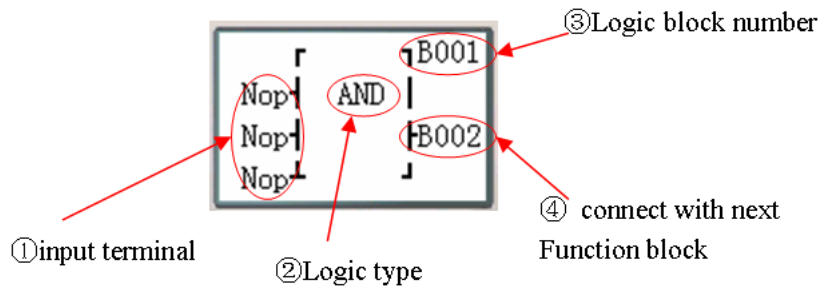 ③Logic block number
B001
Nop AND
Nop B002
Nop
④ connect with next
Function block
①input terminal
②Logic type